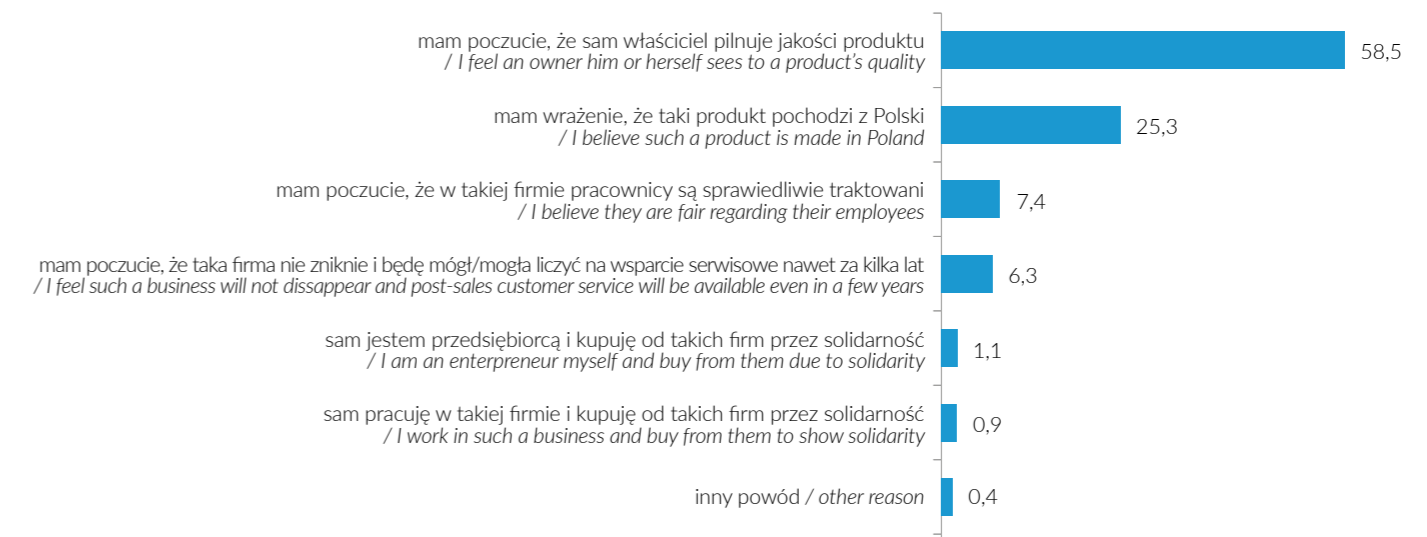 mam poczucie, że sam właściciel pilnuje jakości produktu
/ I feel an owner him or herself sees to a product's quality
58,5
mam wrażenie, że taki produkt pochodzi z Polski
/ I believe such a product is made in Poland
25,3
mam poczucie, że w takiej firmie pracownicy są sprawiedliwie traktowani
/ I believe they are fair regarding their employees
7,4
mam poczucie, że taka firma nie zniknie i będę mógł/mogła liczyć na wsparcie serwisowe nawet za kilka lat
/ I feel such a business will not dissappear and post-sales customer service will be available even in a few years
6,3
sam jestem przedsiębiorcą i kupuję od takich firm przez solidarność
/ I am an enterpreneur myself and buy from them due to solidarity
1,1
sam pracuję w takiej firmie i kupuję od takich firm przez solidarność
/ I work in such a business and buy from them to show solidarity
0,9
inny powód / other reason
0,4